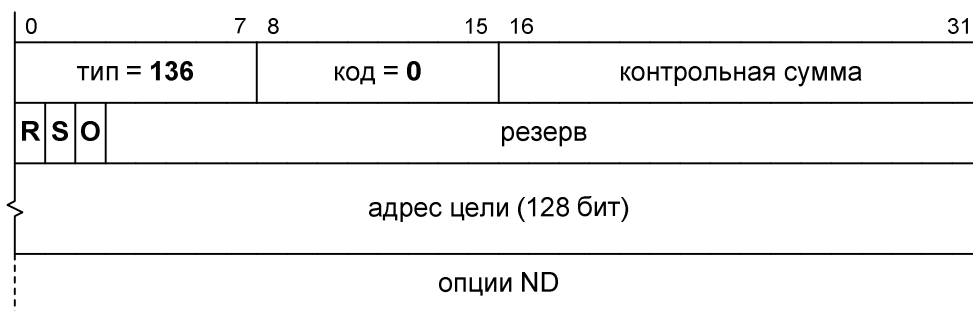 0 7 8 15 16 31
тип = 136 код = 0 контрольная сумма
R S O резерв
адрес цели (128 бит)
опции ND